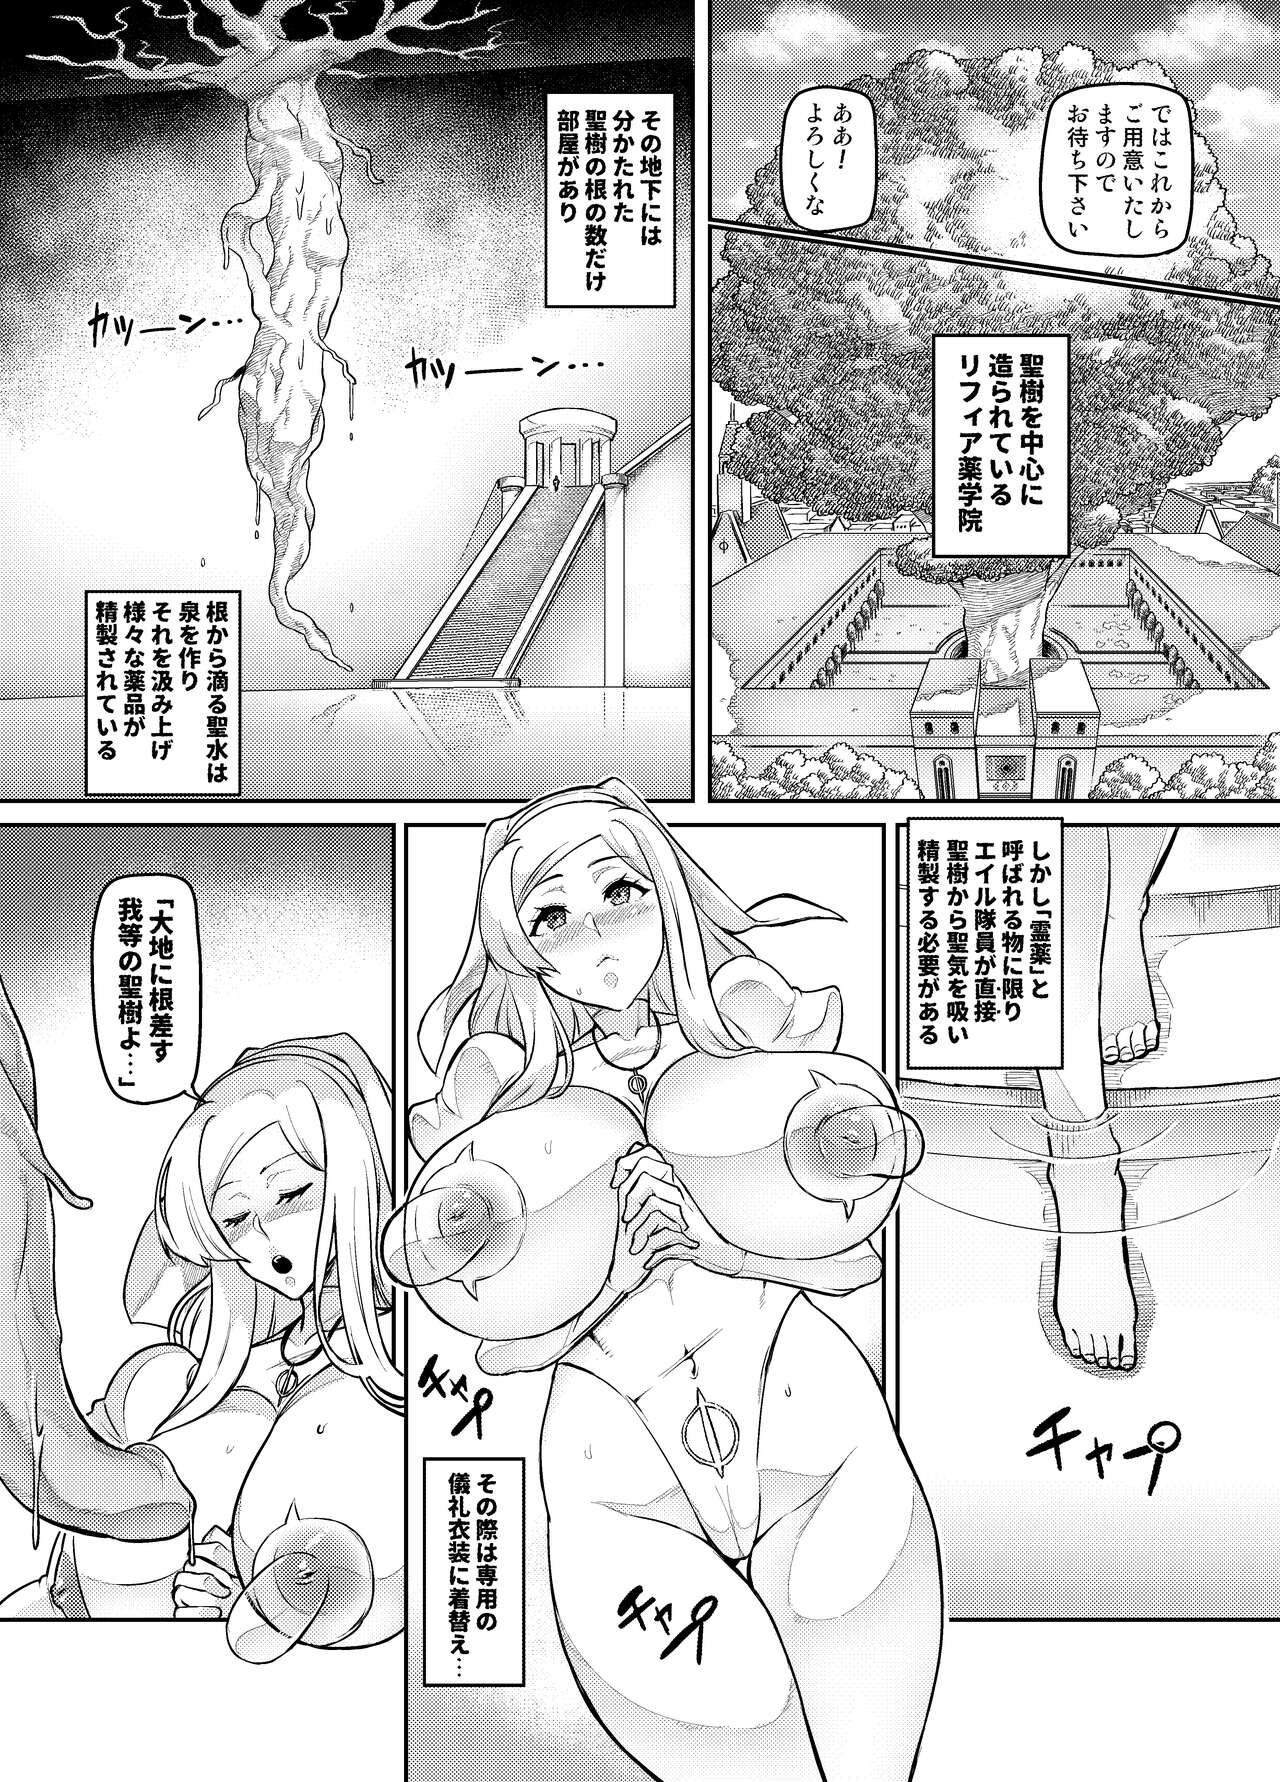 ではこれから
ご用意いたし
ますので
お待ち下さい
ああ!
よろしくな
聖樹を中心に
造られている
リフィア薬学院
その地下には
分かたれた
聖樹の根の数だけ
部屋があり
カツーーン…
カツーーン…
根から滴る聖水は
泉を作り
それを汲み上げ
様々な薬品が
精製されている
しかし「霊薬」と
呼ばれる物に限り
エイル隊員が直接
聖樹から聖気を吸い
精製する必要がある
チャプ
チャプ
チャプ
その際は専用の
儀礼衣装に着替え…
「大地に根差す
我等の聖樹よ…」